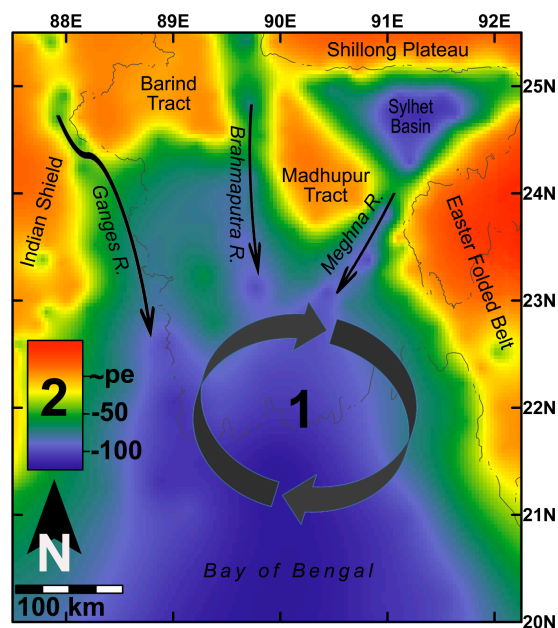 88E 89E 90E 91E 92E
Shillong Plateau
25N
Barind
Tract
Sylhet
Basin
Brahmaputra R.
24N
Madhupur
Tract
Indian Shield
Ganges R.
Meghna R.
Easter Folded Belt
23N
2
~pe
-50
-100
1
22N
21N
N
Bay of Bengal
100 km
20N